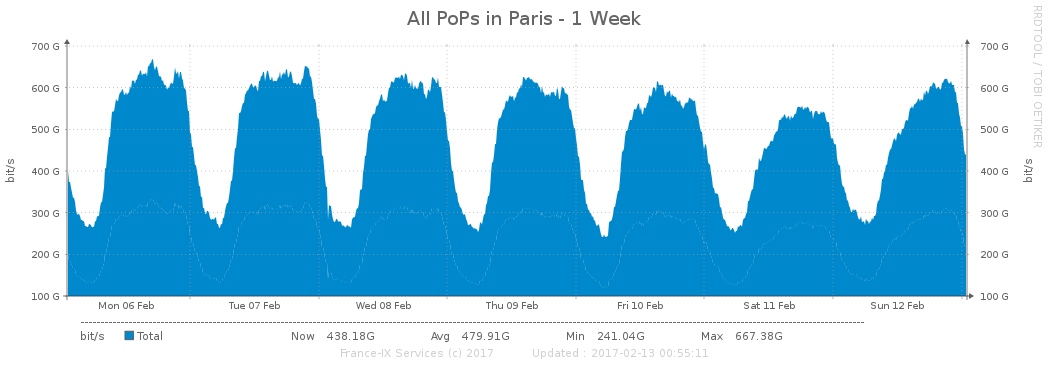 All PoPs in Paris - 1 Week
RRDTOOL / TOBI OETIKER
700 G 700 G
600 G 600 G
500 G 500 G
400 G 400 G
300 G 300 G
200 G 200 G
100 G 100 G
bit/s
bit/s
Mon 06 Feb Tue 07 Feb Wed 08 Feb Thu 09 Feb Fri 10 Feb Sat 11 Feb Sun 12 Feb
bit/s Total Now 438.18G Avg 479.91G Min 241.04G Max 667.38G
France-IX Services (c) 2017 Updated : 2017-02-13 00:55:11